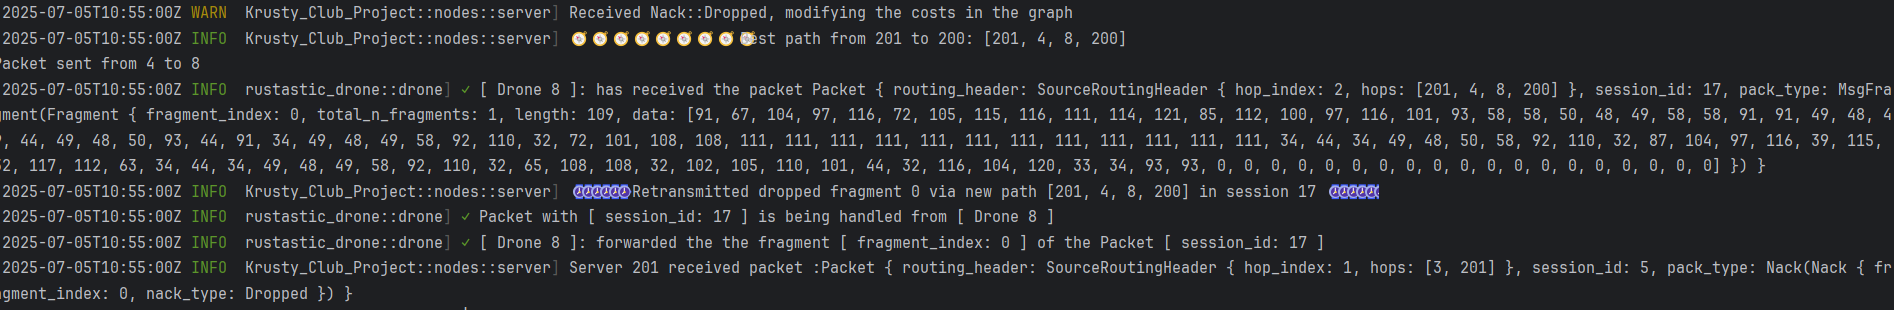 2025-07-05T10:55:00Z WARN  Krusty_Club_Project::nodes::server] Received Nack::Dropped, modifying the costs in the graph
2025-07-05T10:55:00Z INFO  Krusty_Club_Project::nodes::server] 🧭🧭🧭🧭🧭🧭🧭🧭🧭est path from 201 to 200: [201, 4, 8, 200]
Packet sent from 4 to 8
2025-07-05T10:55:00Z INFO  rustastic_drone::drone] ✓ [ Drone 8 ]: has received the packet Packet { routing_header: SourceRoutingHeader { hop_index: 2, hops: [201, 4, 8, 200] }, session_id: 17, pack_type: MsgFra
gment(Fragment { fragment_index: 0, total_n_fragments: 1, length: 109, data: [91, 67, 104, 97, 116, 72, 105, 115, 116, 111, 114, 121, 85, 112, 100, 97, 116, 101, 93, 58, 58, 50, 48, 49, 58, 58, 91, 91, 49, 48, 4
, 44, 49, 48, 50, 93, 44, 91, 34, 49, 48, 49, 58, 92, 110, 32, 72, 101, 108, 108, 111, 111, 111, 111, 111, 111, 111, 111, 111, 111, 111, 111, 111, 34, 44, 34, 49, 48, 50, 58, 92, 110, 32, 87, 104, 97, 116, 39, 115,
2, 117, 112, 63, 34, 44, 34, 49, 48, 49, 58, 92, 110, 32, 65, 108, 108, 32, 102, 105, 110, 101, 44, 32, 116, 104, 120, 33, 34, 93, 93, 0, 0, 0, 0, 0, 0, 0, 0, 0, 0, 0, 0, 0, 0, 0, 0, 0, 0, 0] }) }
2025-07-05T10:55:00Z INFO  Krusty_Club_Project::nodes::server] Retransmitted dropped fragment 0 via new path [201, 4, 8, 200] in session 17
2025-07-05T10:55:00Z INFO  rustastic_drone::drone] ✓ Packet with [ session_id: 17 ] is being handled from [ Drone 8 ]
2025-07-05T10:55:00Z INFO  rustastic_drone::drone] ✓ [ Drone 8 ]: forwarded the the fragment [ fragment_index: 0 ] of the Packet [ session_id: 17 ]
2025-07-05T10:55:00Z INFO  Krusty_Club_Project::nodes::server] Server 201 received packet :Packet { routing_header: SourceRoutingHeader { hop_index: 1, hops: [3, 201] }, session_id: 5, pack_type: Nack(Nack { fr
agment_index: 0, nack_type: Dropped }) }